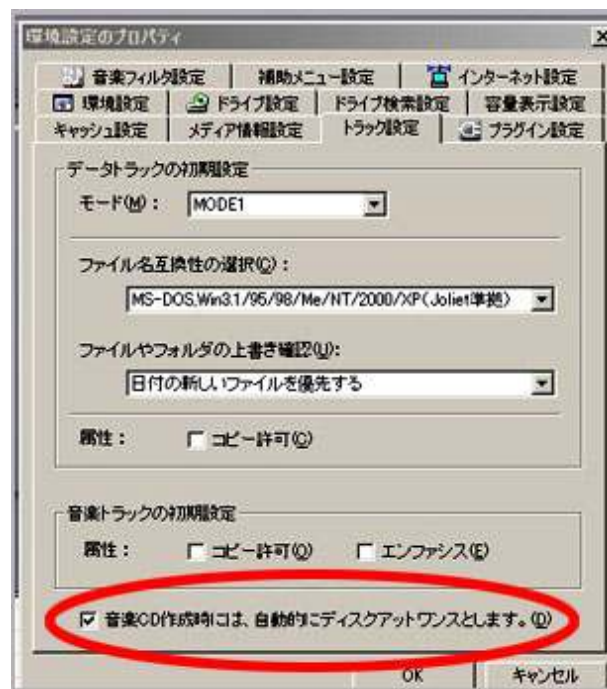 環境設定のプロパティ
音楽フィルタ設定 補助メニュー設定 インターネット設定
環境設定 ドライブ設定 ドライブ検索設定 容量表示設定
キャッシュ設定 メディア情報設定 トラック設定 プラグイン設定
データトラックの初期設定
モード(M)： MODE1
ファイル名互換性の選択(C)：
MS-DOS,Win3.1/95/98/Me/NT/2000/XP(Joliet準拠)
ファイルやフォルダの上書き確認(U):
日付の新しいファイルを優先する
属性： コピー許可(C)
音楽トラックの初期設定
属性： コピー許可(O) エンファシス(E)
音楽CD作成時には、自動的にディスクアットワンスとします。(D)
OK キャンセル